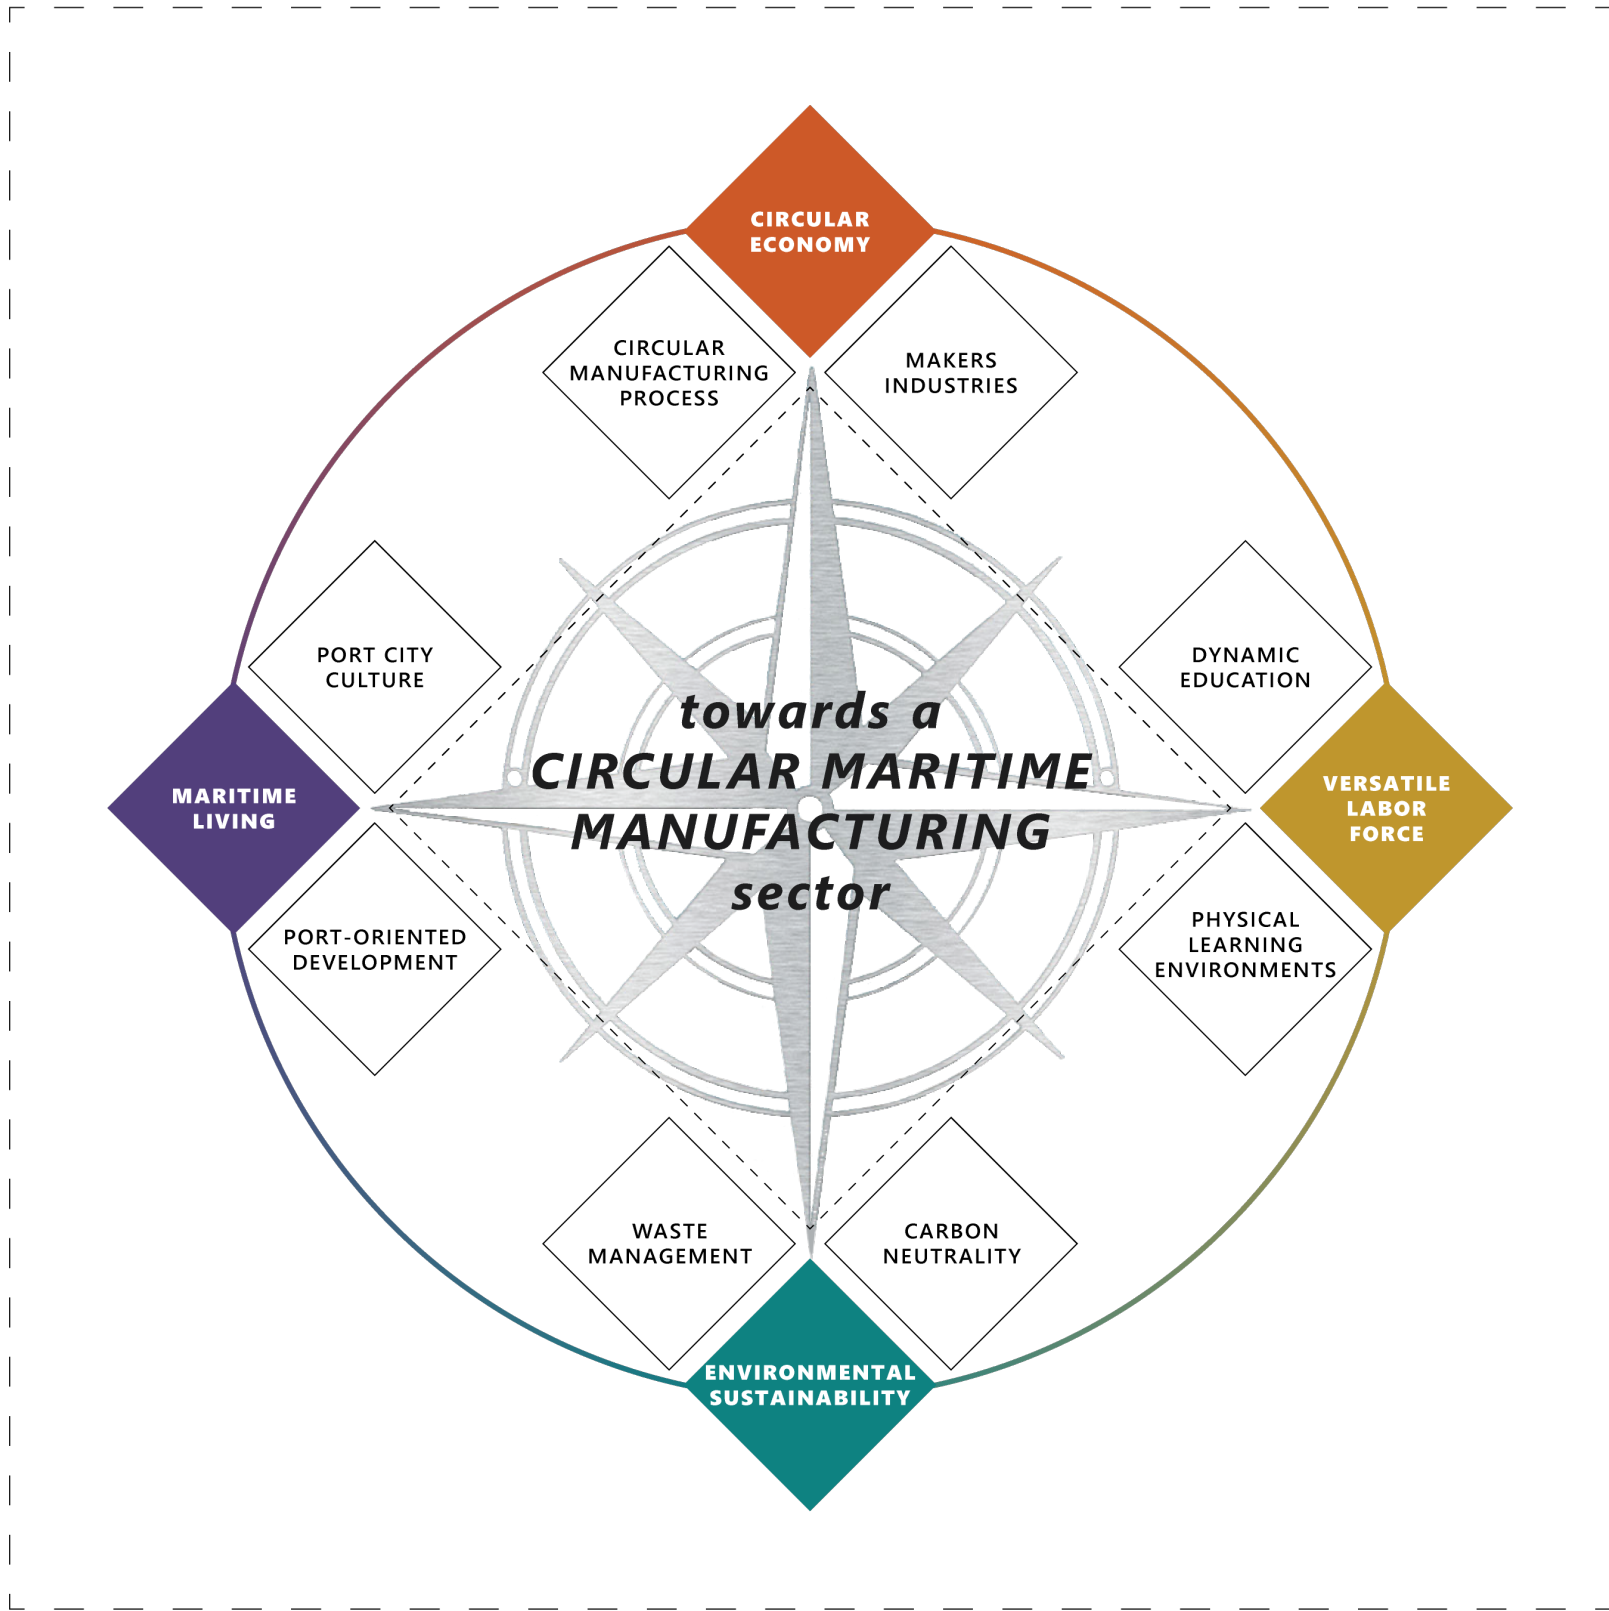 CIRCULAR
ECONOMY
CIRCULAR
MANUFACTURING
PROCESS
MAKERS
INDUSTRIES
PORT CITY
CULTURE
DYNAMIC
EDUCATION
MARITIME
LIVING
towards a
CIRCULAR MARITIME
MANUFACTURING
sector
VERSATILE
LABOR
FORCE
PORT-ORIENTED
DEVELOPMENT
PHYSICAL
LEARNING
ENVIRONMENTS
WASTE
MANAGEMENT
CARBON
NEUTRALITY
ENVIRONMENTAL
SUSTAINABILITY